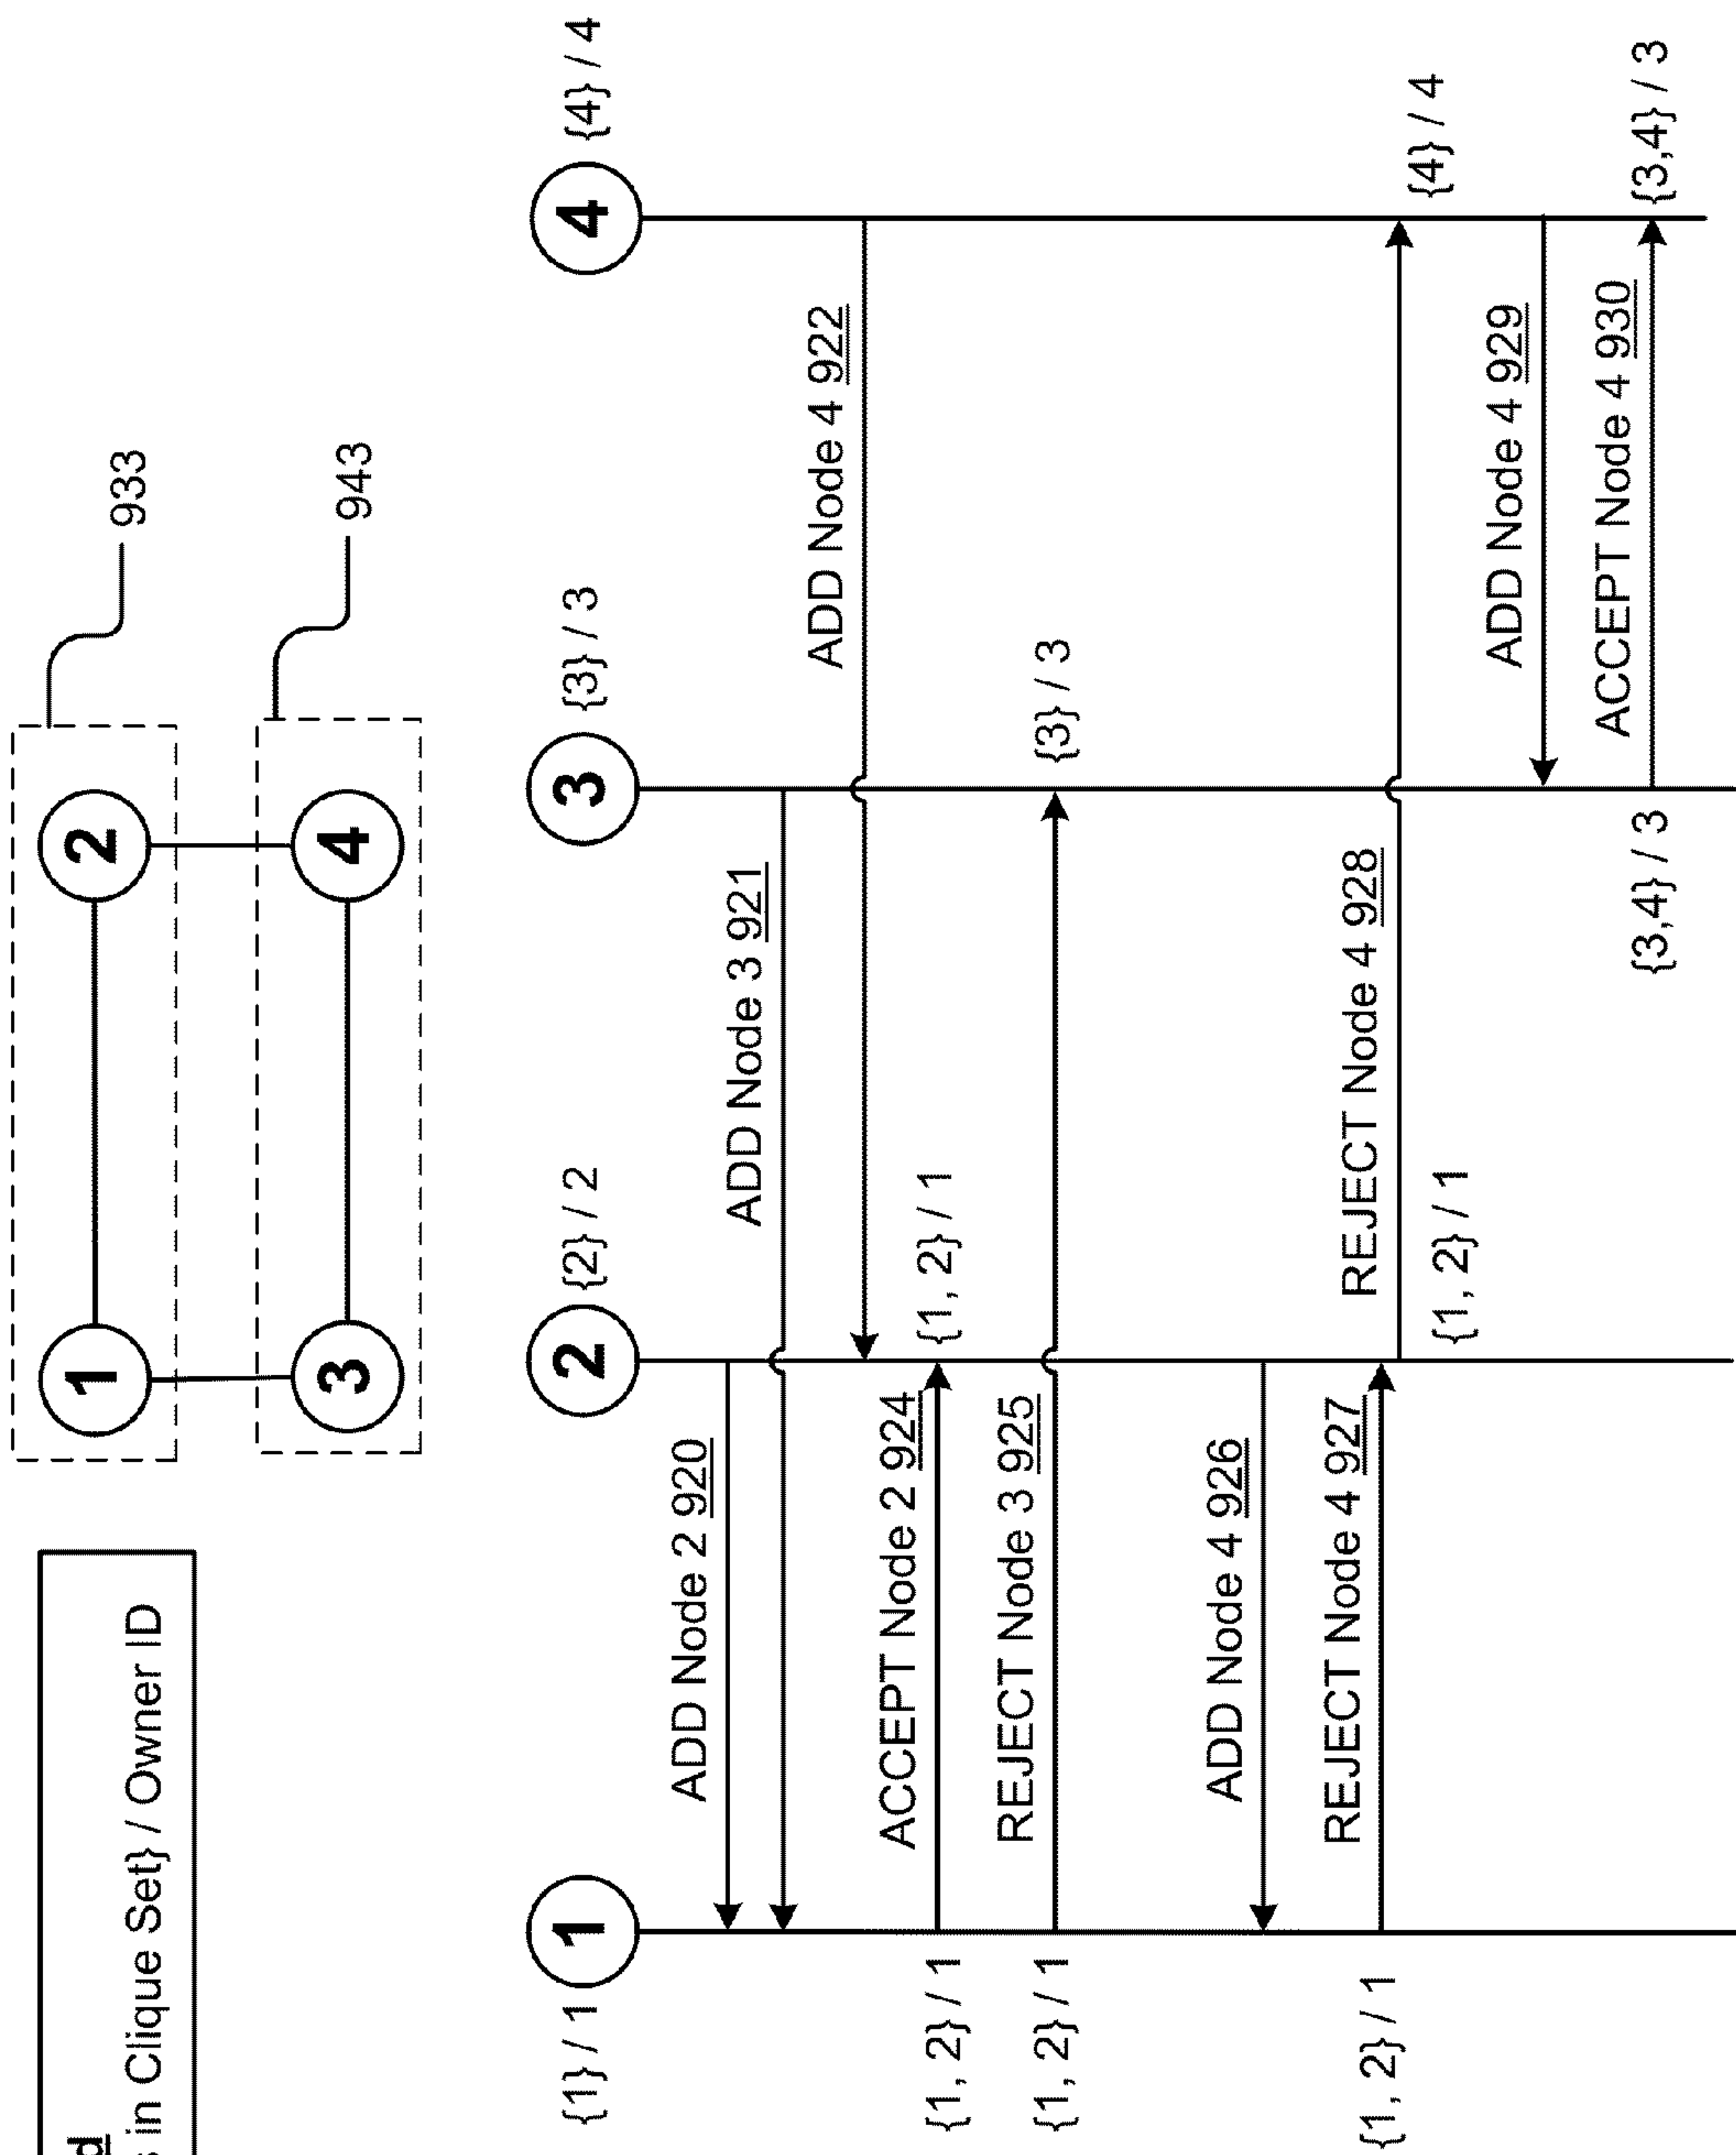 d
s in Clique Set} / Owner ID
1
2
933
3
4
943
{1} / 1
1
2
{2} / 2
3
{3} / 3
4
{4} / 4
ADD Node 2 920
ADD Node 3 921
ADD Node 4 922
ACCEPT Node 2 924
{1, 2} / 1
{1, 2} / 1
REJECT Node 3 925
{1, 2} / 1
{3} / 3
ADD Node 4 926
REJECT Node 4 927
{1, 2} / 1
REJECT Node 4 928
{1, 2} / 1
{4} / 4
ADD Node 4 929
ACCEPT Node 4 930
{3,4} / 3
{3,4} / 3